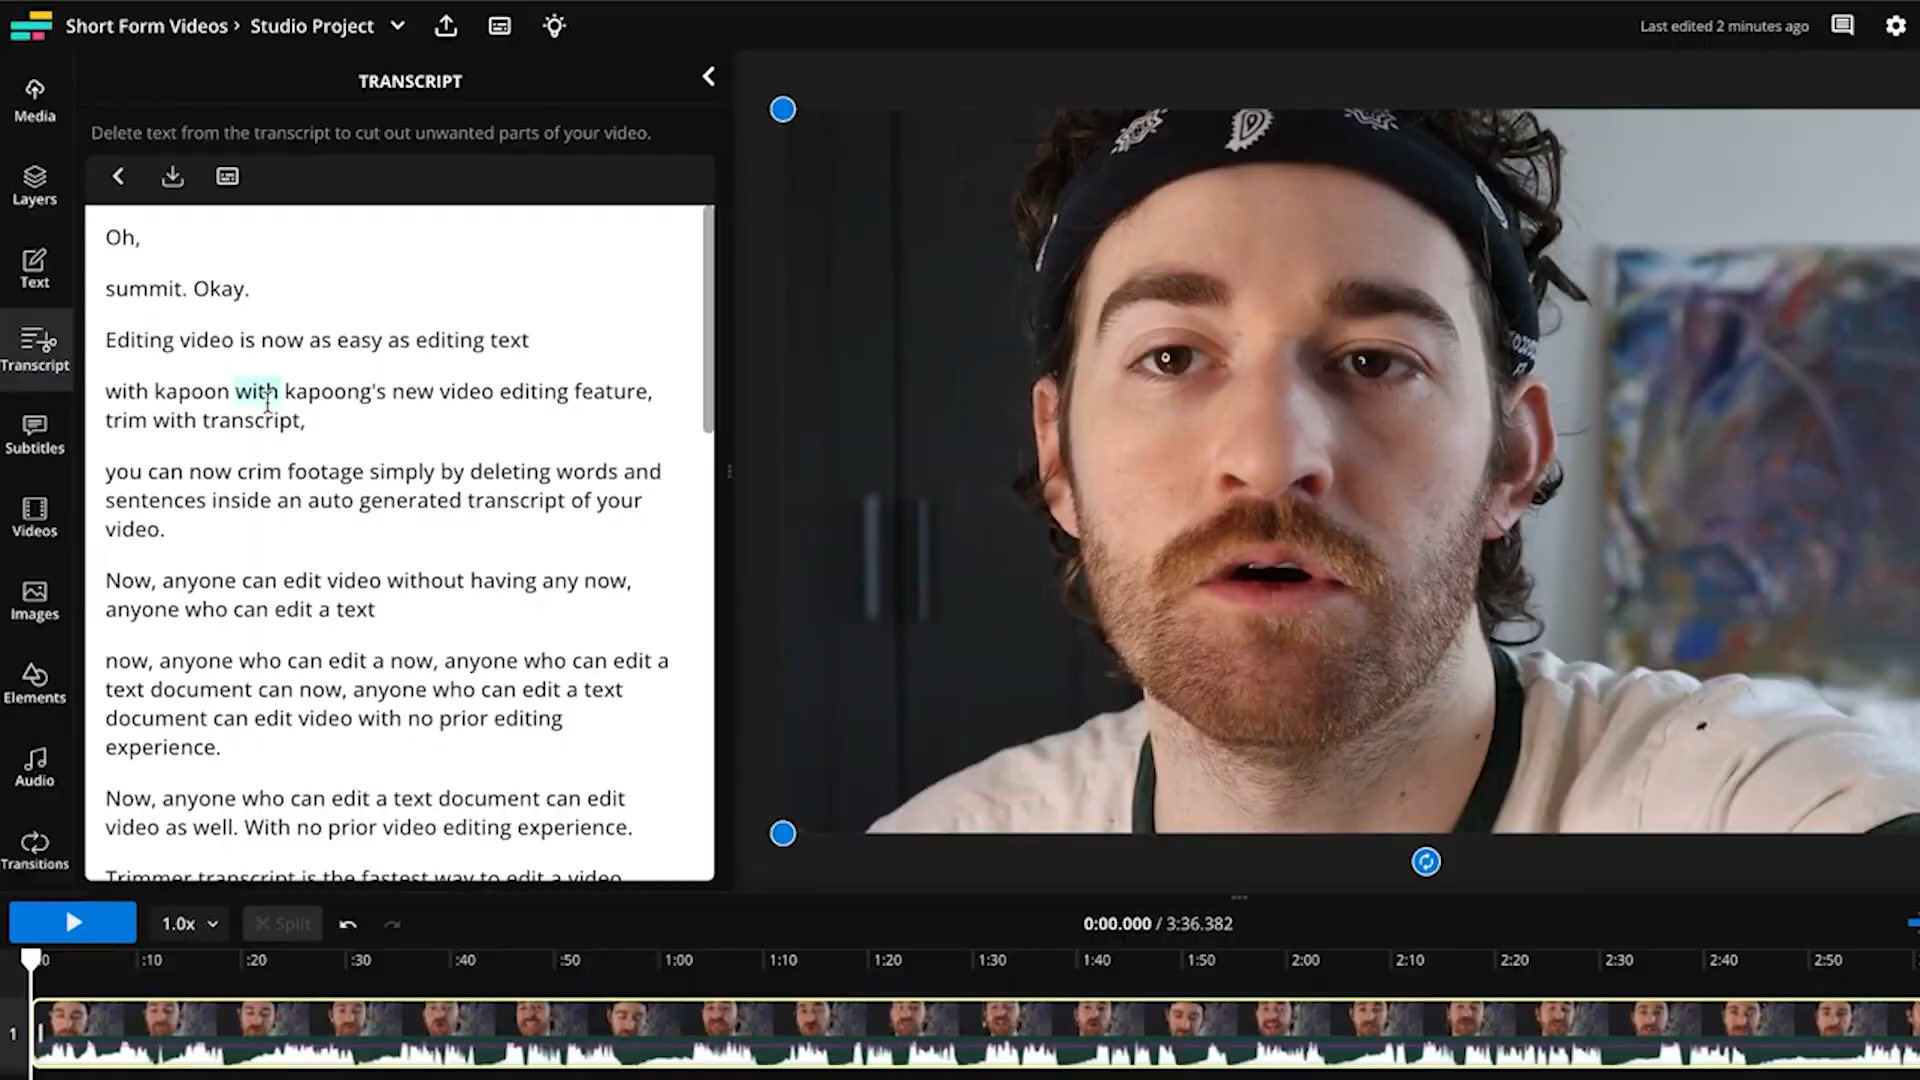 Short Form Videos › Studio Project
Last edited 2 minutes ago
Media
Layers
Text
Transcript
Subtitles
Videos
Images
Elements
Audio
Transitions
TRANSCRIPT
Delete text from the transcript to cut out unwanted parts of your video.
Oh,
summit. Okay.
Editing video is now as easy as editing text
with kapoon with kapoong's new video editing feature,
trim with transcript,
you can now crim footage simply by deleting words and
sentences inside an auto generated transcript of your
video.
Now, anyone can edit video without having any now,
anyone who can edit a text
now, anyone who can edit a now, anyone who can edit a
text document can now, anyone who can edit a text
document can edit video with no prior editing
experience.
Now, anyone who can edit a text document can edit
video as well. With no prior video editing experience.
Trimmer transcript is the fastest way to edit a video
1.0x
Split
0:00.000 / 3:36.382
:0 :10 :20 :30 :40 :50 1:00 1:10 1:20 1:30 1:40 1:50 2:00 2:10 2:20 2:30 2:40 2:50
1